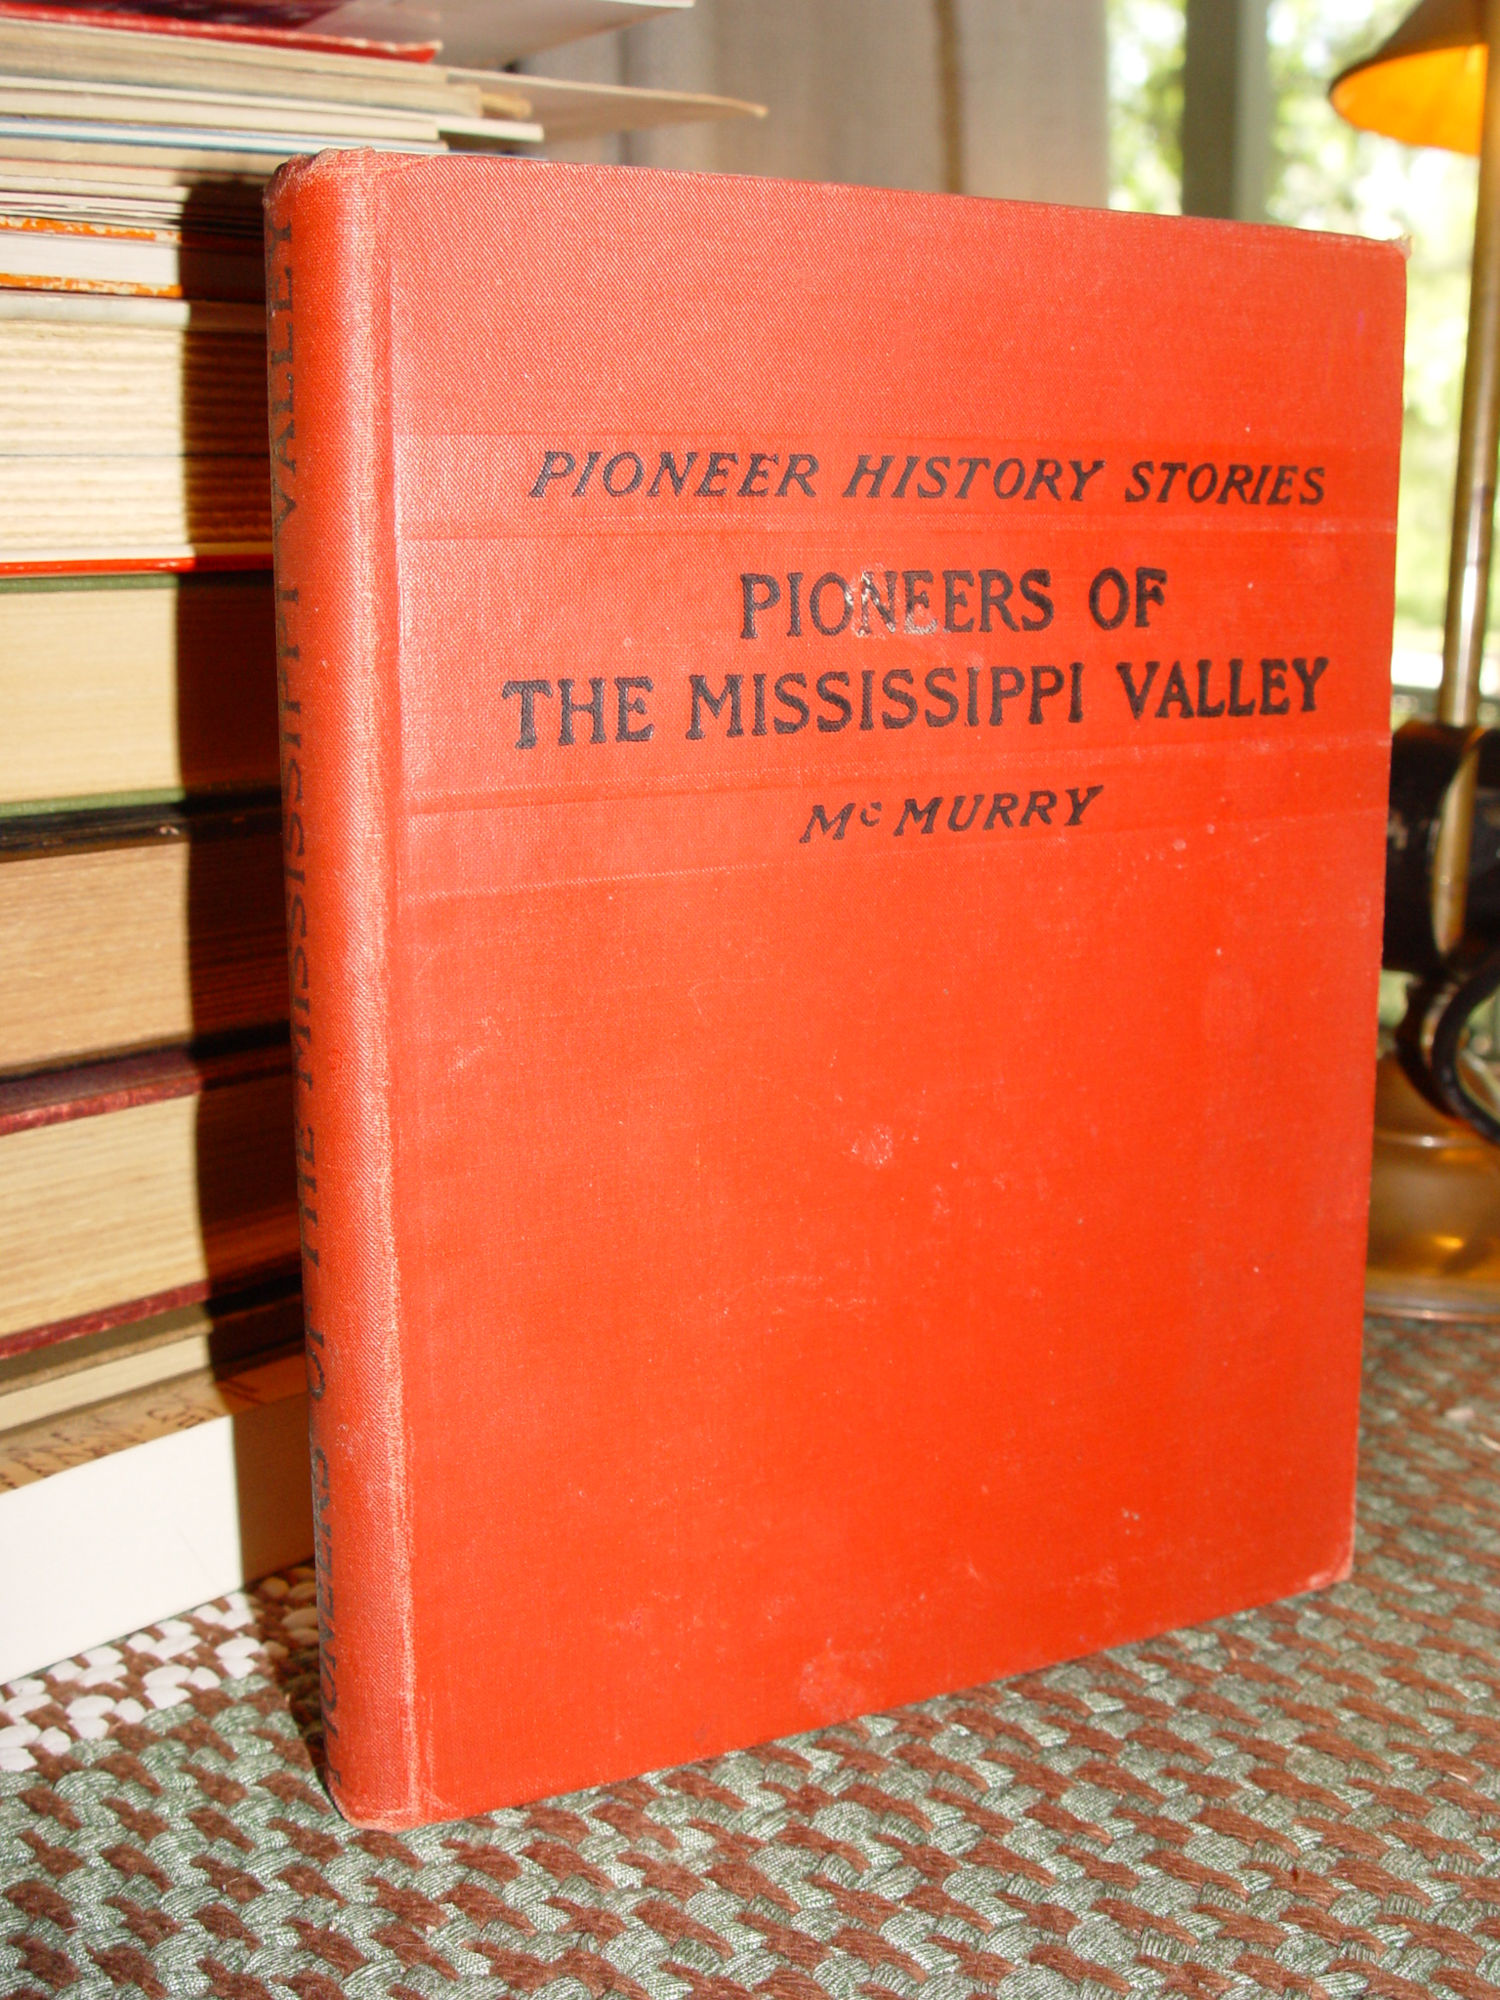 PIONEER HISTORY STORIES
PIONEERS OF
THE MISSISSIPPI VALLEY
McMURRY
PIONEERS OF THE MISSISSIPPI VALLEY